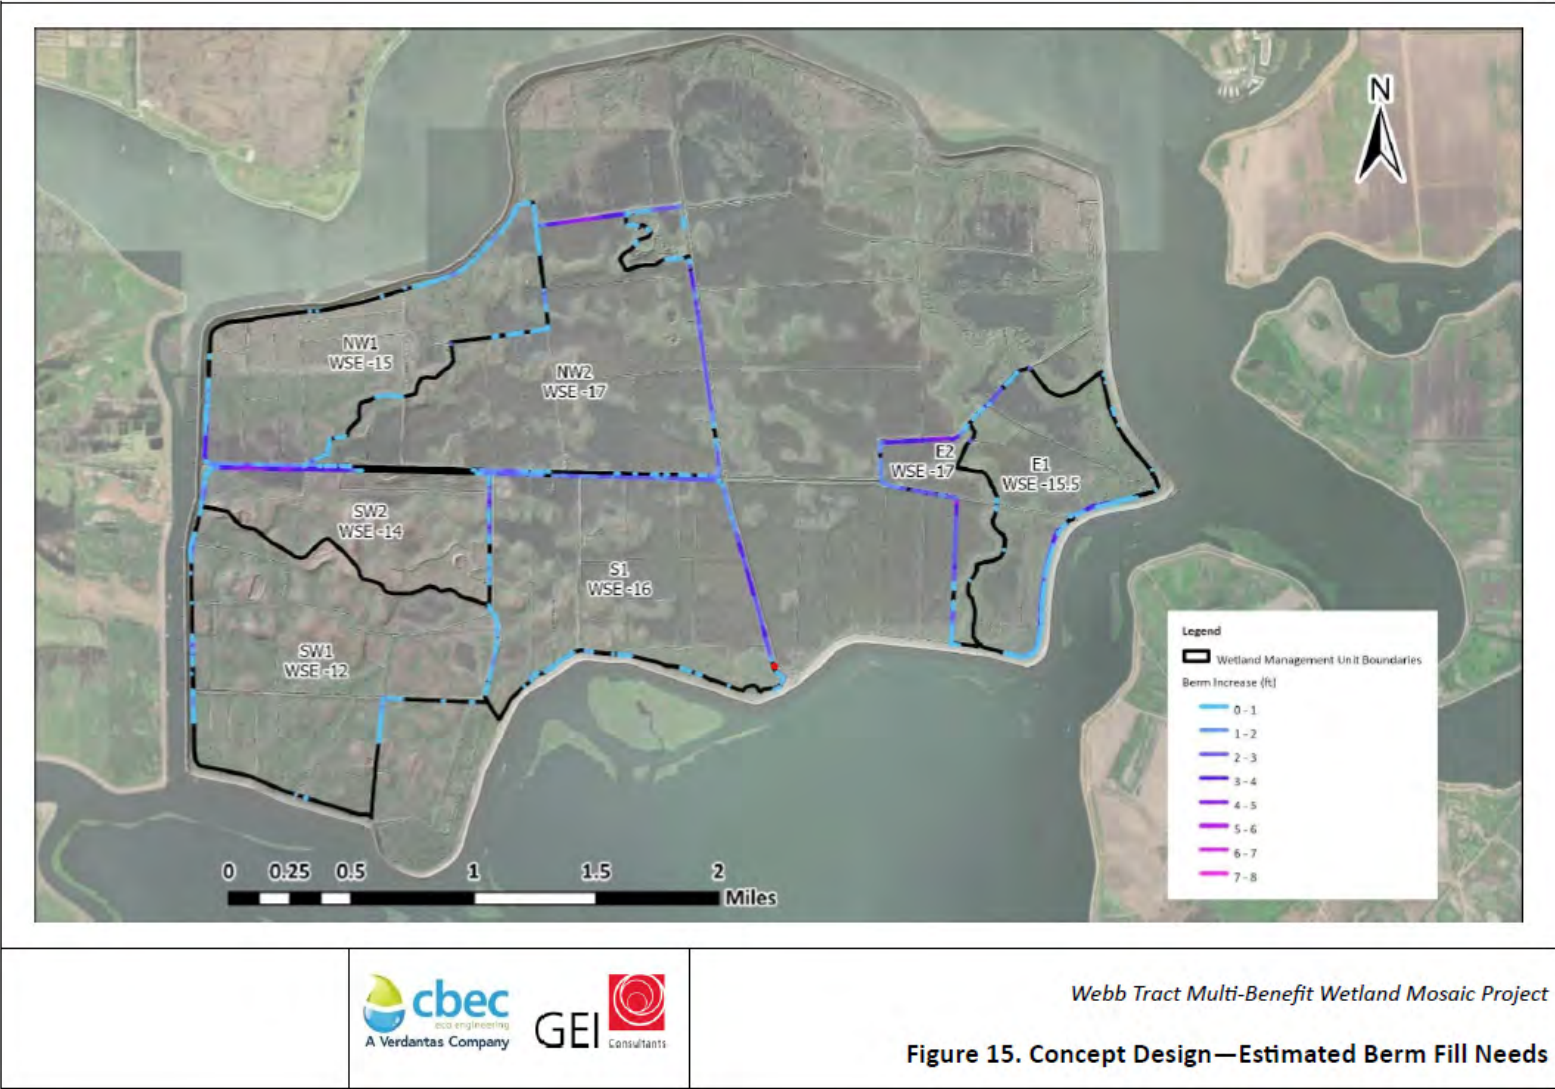 N
NW1
WSE -15
NW2
WSE -17
E2
WSE -17
E1
WSE -15.5
SW2
WSE -14
S1
WSE -16
SW1
WSE -12
Legend
Wetland Management Unit Boundaries
Berm Increase (ft)
0 - 1
1 - 2
2 - 3
3 - 4
4 - 5
5 - 6
6 - 7
7 - 8
0 0.25 0.5 1 1.5 2
Miles
cbec
eco engineering
A Verdantas Company
GEI
Consultants
Webb Tract Multi-Benefit Wetland Mosaic Project
Figure 15. Concept Design—Estimated Berm Fill Needs